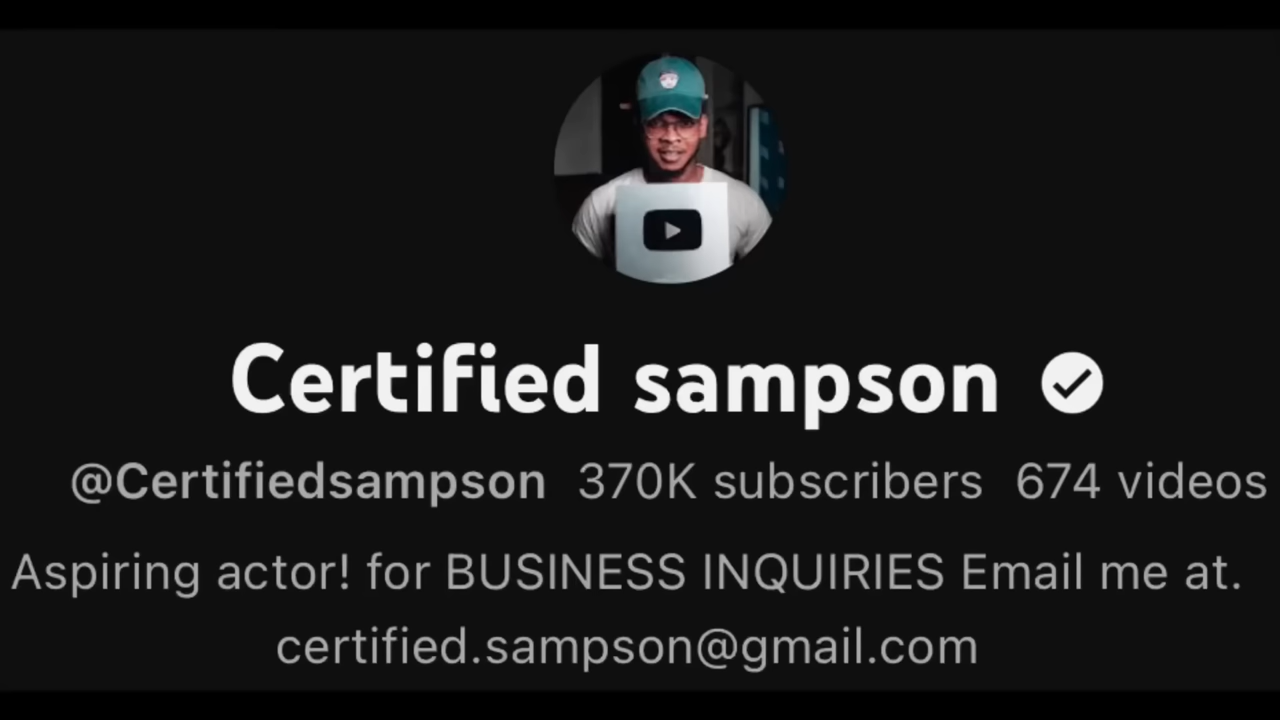 Certified sampson
@Certifiedsampson 370K subscribers 674 videos
Aspiring actor! for BUSINESS INQUIRIES Email me at.
certified.sampson@gmail.com